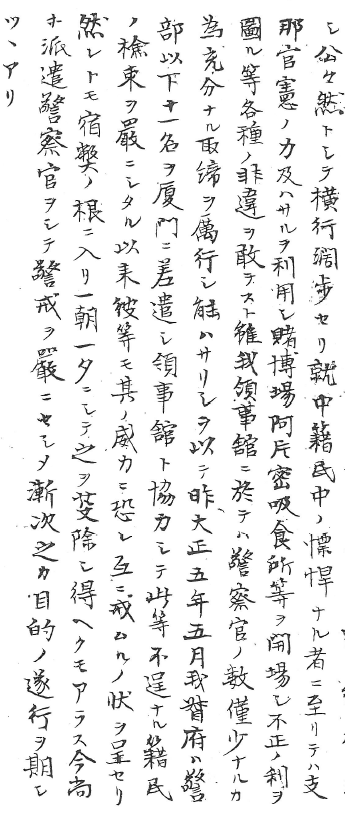 シ公々然トシテ横行濶歩セリ就中籍民中ノ慓悍ナル者ニ至リテハ支
那官憲ノ力及ハサルヲ利用シ賭博場阿片密吸食所等ヲ開場シ不正ノ利ヲ
圖ル等各種ノ非違ヲ敢テスト雖我領事館ニ於テハ警察官ノ数僅少ナルカ
為充分ナル取締ヲ厲行シ能ハサリシヲ以テ昨大正五年五月我督府ハ警
部以下十一名ヲ厦門ニ差遣シ領事館ト協力シテ此等不逞ナル籍民
ノ検束ヲ嚴ニシタル以来彼等モ其ノ威力ニ恐レ互ニ戒ムルノ状ヲ呈セリ
然レトモ宿弊ノ根ニ入リ一朝一夕ニシテ之ヲ芟除シ得ヘクモアラス今尚
ホ派遣警察官ヲシテ警戒ヲ嚴ニセシメ漸次之カ目的ノ遂行ヲ期シ
ツヽアリ